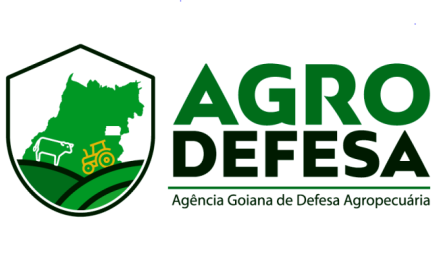 AGRO
DEFESA
Agência Goiana de Defesa Agropecuária